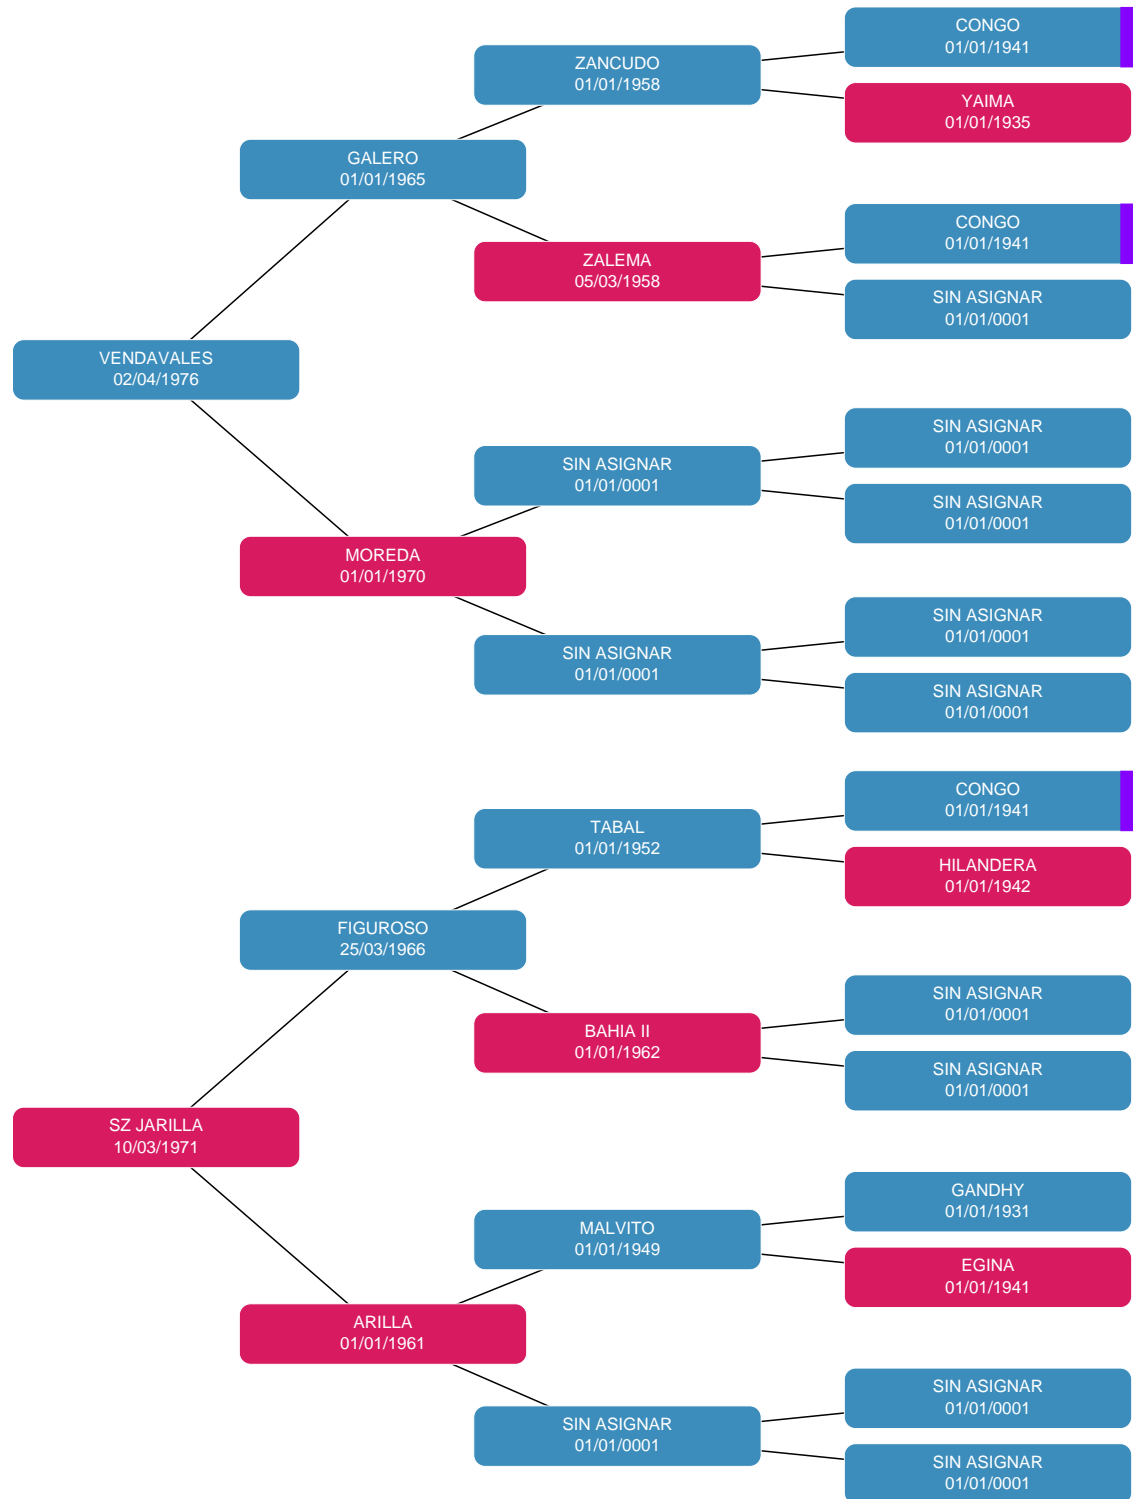 CONGO
01/01/1941
ZANCUDO
01/01/1958
YAIMA
01/01/1935
GALERO
01/01/1965
CONGO
01/01/1941
ZALEMA
05/03/1958
SIN ASIGNAR
01/01/0001
VENDAVALES
02/04/1976
SIN ASIGNAR
01/01/0001
SIN ASIGNAR
01/01/0001
SIN ASIGNAR
01/01/0001
MOREDA
01/01/1970
SIN ASIGNAR
01/01/0001
SIN ASIGNAR
01/01/0001
SIN ASIGNAR
01/01/0001
CONGO
01/01/1941
TABAL
01/01/1952
HILANDERA
01/01/1942
FIGUROSO
25/03/1966
SIN ASIGNAR
01/01/0001
BAHIA II
01/01/1962
SIN ASIGNAR
01/01/0001
SZ JARILLA
10/03/1971
GANDHY
01/01/1931
MALVITO
01/01/1949
EGINA
01/01/1941
ARILLA
01/01/1961
SIN ASIGNAR
01/01/0001
SIN ASIGNAR
01/01/0001
SIN ASIGNAR
01/01/0001